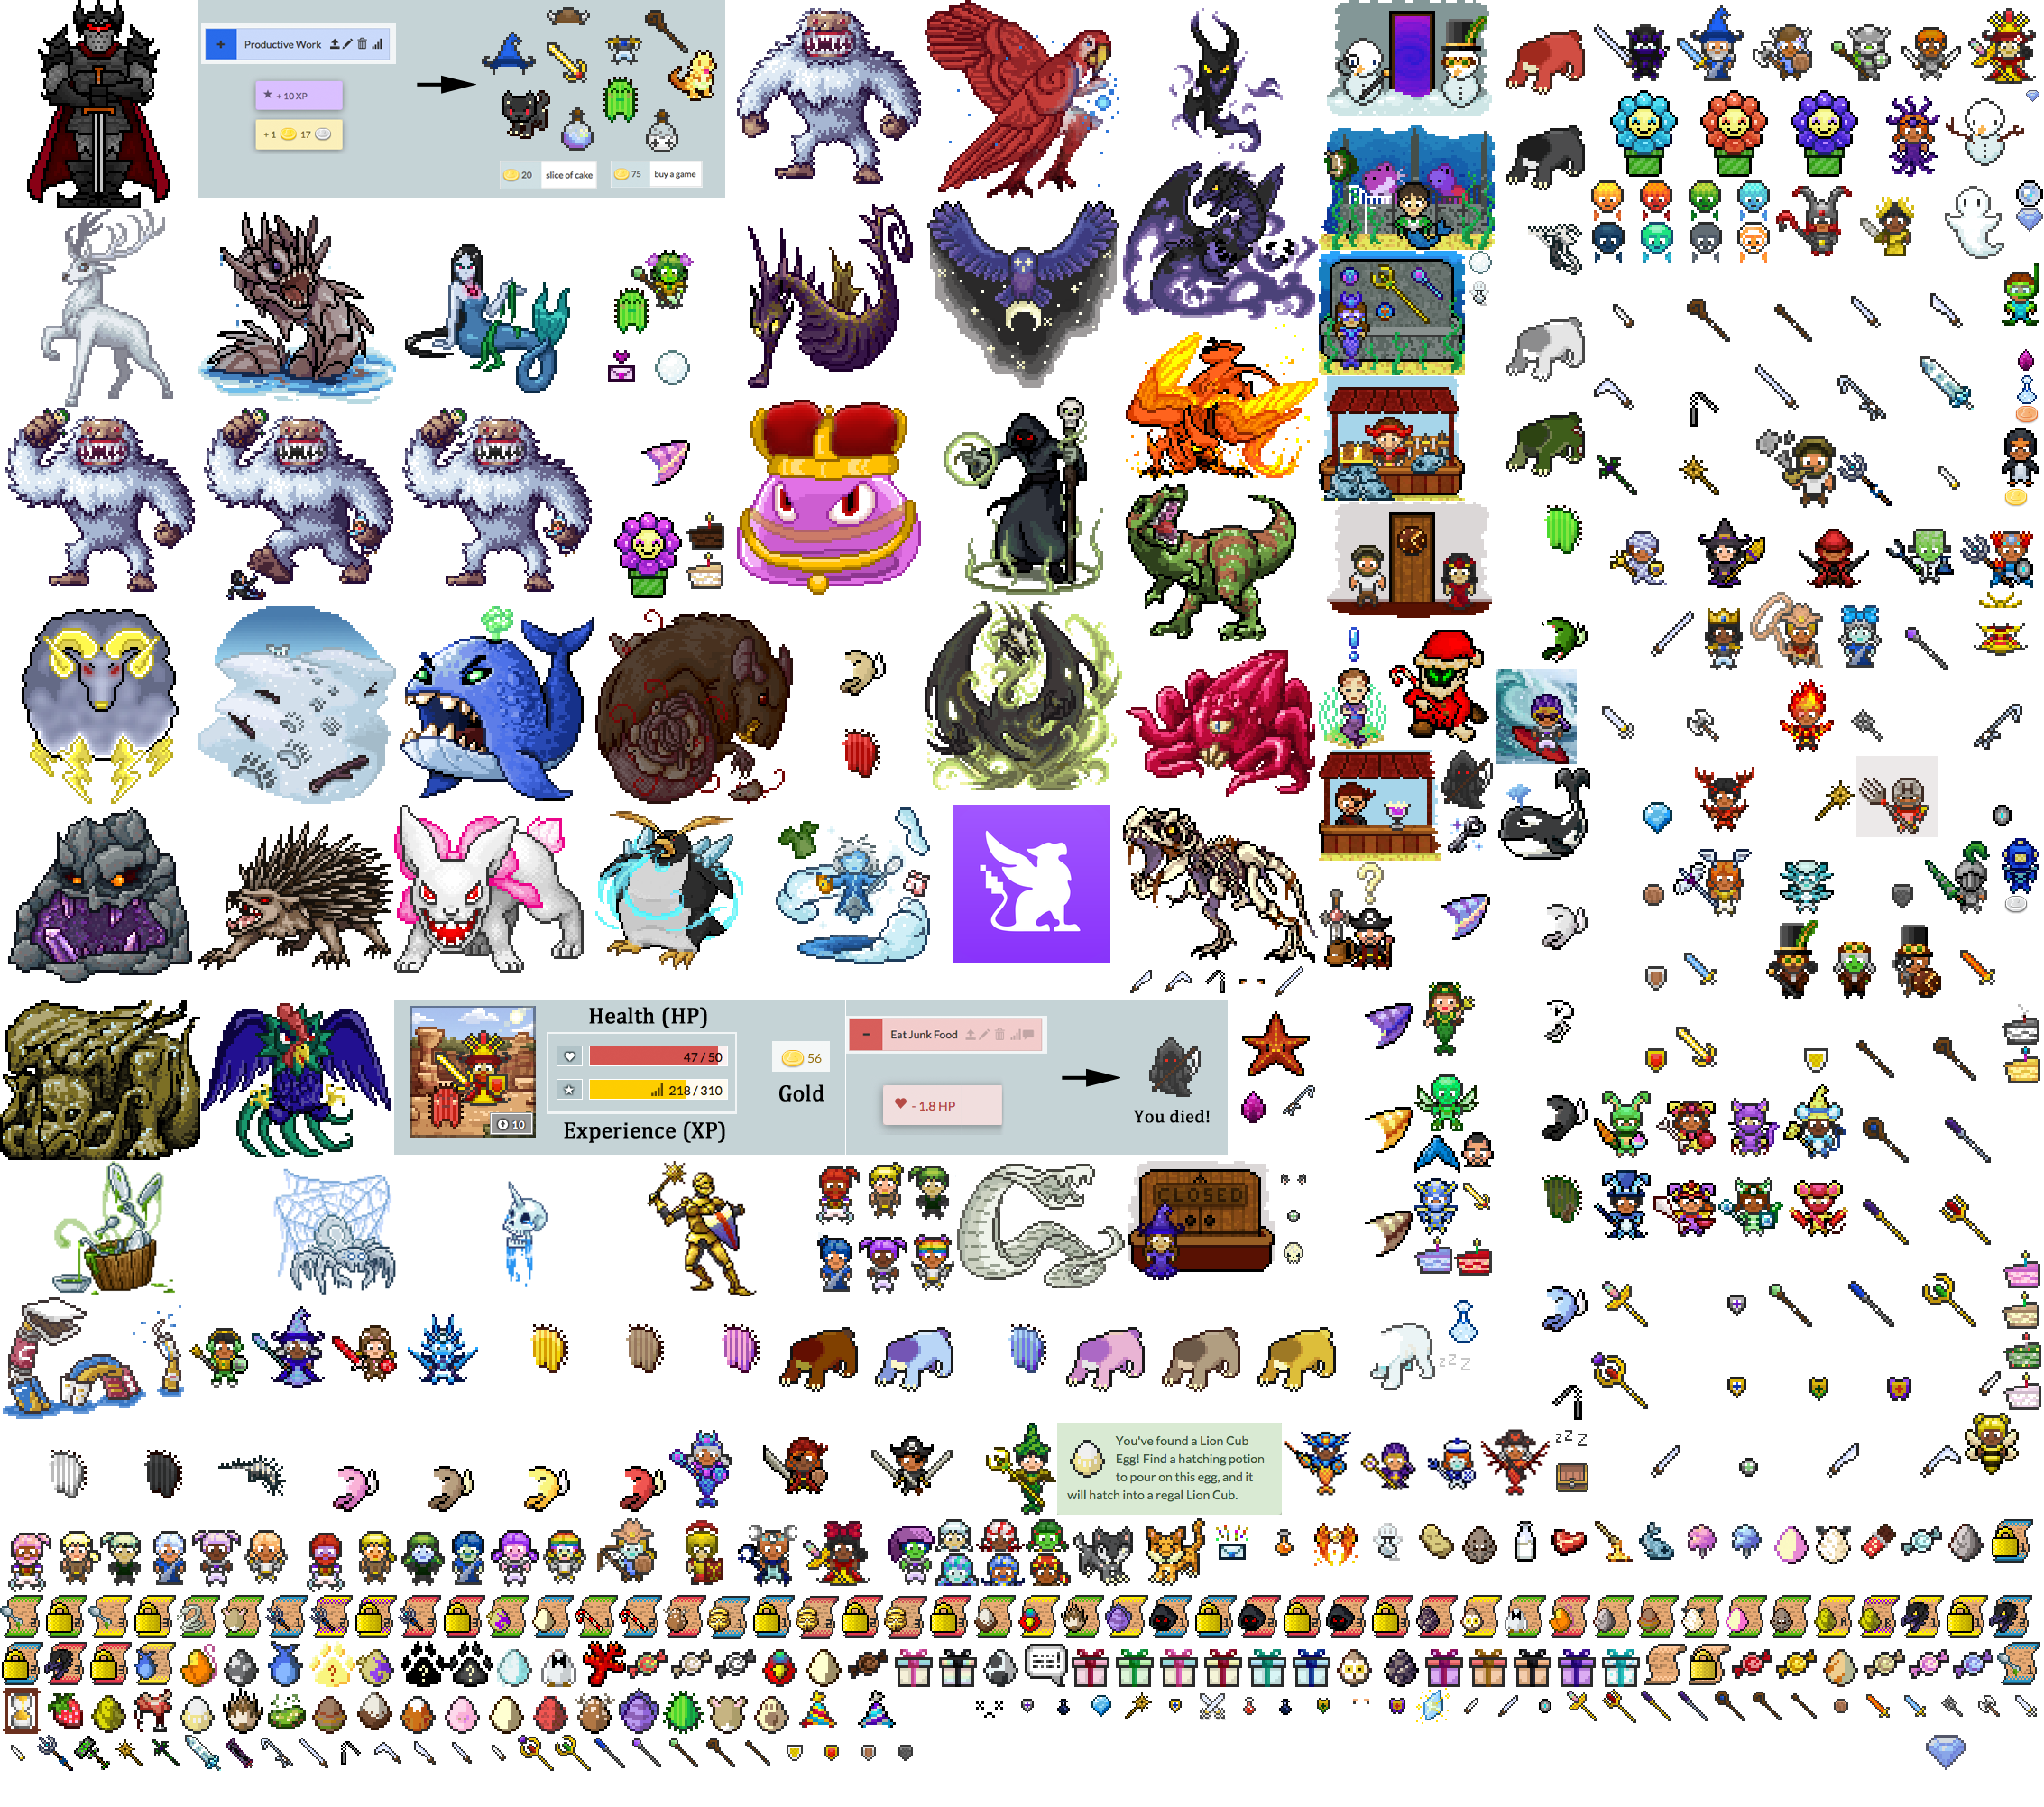 Productive Work
+ 10 XP
+ 1 17
20 slice of cake
75 buy a game
Health (HP)
47 / 50
218 / 310
10
Experience (XP)
56
Gold
Eat Junk Food
- 1.8 HP
You died!
CLOSED
You've found a Lion Cub
Egg! Find a hatching potion
to pour on this egg, and it
will hatch into a regal Lion Cub.
zZZ
zZZ